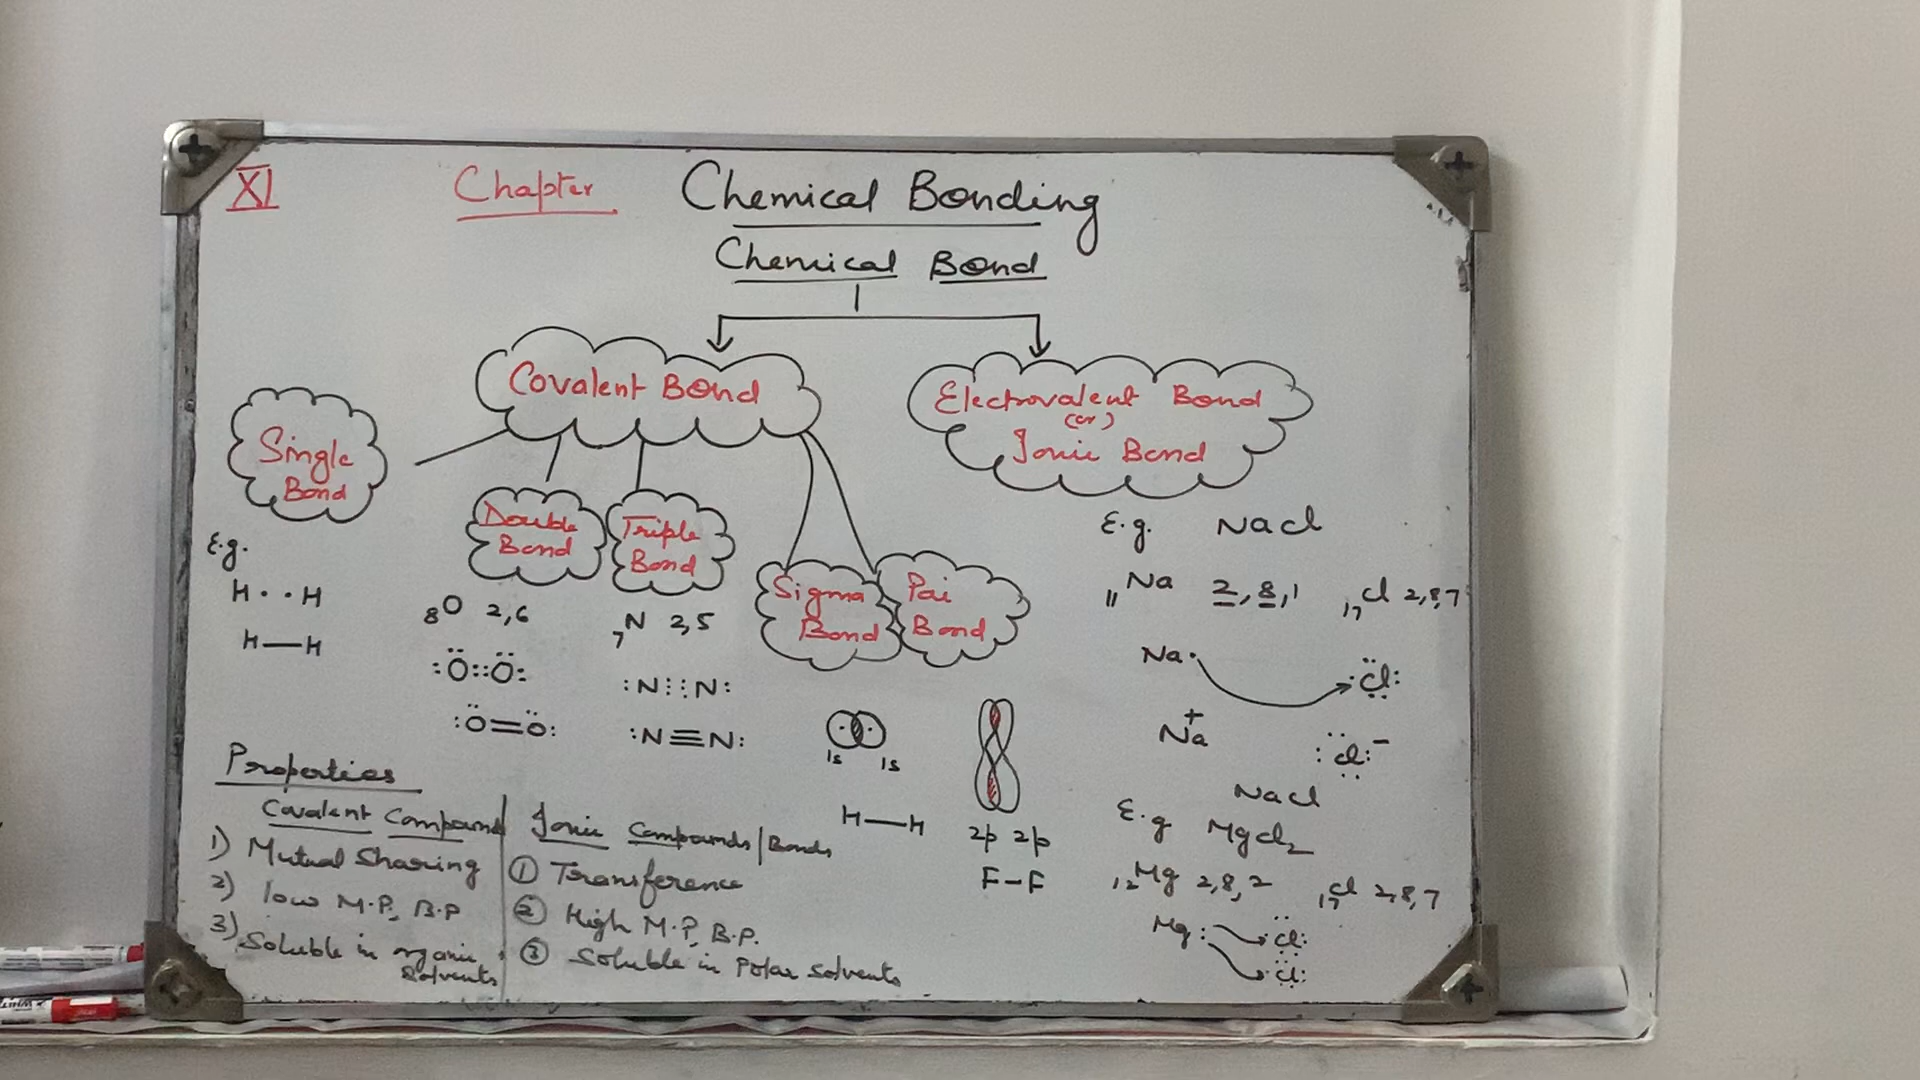 XI Chapter Chemical Bonding
Chemical Bond
Covalent Bond
Electrovalent Bond
(or)
Ionic Bond
Single
Bond
E.g.
H · · H
H—H
Double
Bond
₈O 2,6
:Ö::Ö:
:Ö=Ö:
Triple
Bond
₇N 2,5
:N⋮⋮N:
:N≡N:
Sigma
Bond
1s 1s
H—H
Pai
Bond
2p 2p
F-F
E.g. NaCl
₁₁Na 2,8,1 ₁₇Cl 2,8,7
Na· ·Cl:
Na⁺ :Cl:⁻
NaCl
E.g MgCl₂
₁₂Mg 2,8,2 ₁₇Cl 2,8,7
Mg: ·Cl:
·Cl:
Properties
Covalent Compound
1) Mutual Sharing
2) low M.P, B.P
3) Soluble in organic
Solvents
Ionic Compounds/Bonds
① Transference
② High M.P, B.P.
③ Soluble in Polar solvents